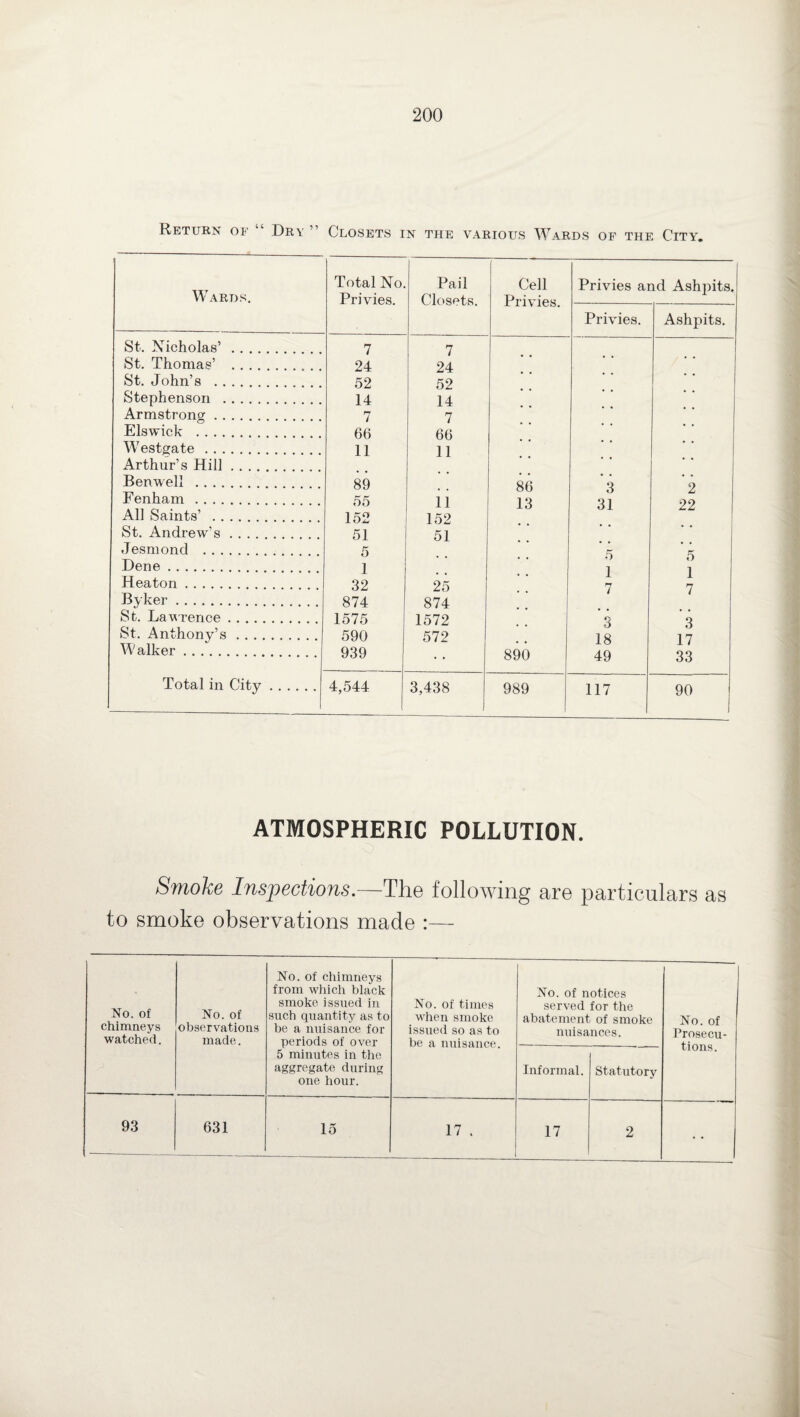 200
RETURN OF “ DRY ” CLOSETS IN THE VARIOUS WARDS OF THE CITY.
WARDS. | Total No. Privies. | Pail Closets. | Cell Privies. | Privies and Ashpits.
Privies. | Ashpits.
St. Nicholas’ ........... 7 | 7 | .. | .. | ..
St. Thomas’ ........... 24 | 24 | .. | .. | ..
St. John’s ............. 52 | 52 | .. | .. | ..
Stephenson ............ 14 | 14 | .. | .. | ..
Armstrong ............. 7 | 7 | .. | .. | ..
Elswick ............... 66 | 66 | .. | .. | ..
Westgate .............. 11 | 11 | .. | .. | ..
Arthur’s Hill ........... .. | .. | .. | .. | ..
Benwell ............... 89 | .. | 86 | 3 | 2
Fenham ............... 55 | 11 | 13 | 31 | 22
All Saints’ ............. 152 | 152 | .. | .. | ..
St. Andrew’s ........... 51 | 51 | .. | .. | ..
Jesmond .............. 5 | .. | .. | 5 | 5
Dene .................. 1 | .. | .. | 1 | 1
Heaton ................ 32 | 25 | .. | 7 | 7
Byker ................. 874 | 874 | .. | .. | ..
St. Lawrence ........... 1575 | 1572 | .. | 3 | 3
St. Anthony’s .......... 590 | 572 | .. | 18 | 17
Walker ................ 939 | .. | 890 | 49 | 33
Total in City ...... 4,544 | 3,438 | 989 | 117 | 90
ATMOSPHERIC POLLUTION.
Smoke Inspections.—The following are particulars as
to smoke observations made :—
No. of chimneys watched. | No. of observations made. | No. of chimneys from which black smoke issued in such quantity as to be a nuisance for periods of over 5 minutes in the aggregate during one hour. | No. of times when smoke issued so as to be a nuisance. | No. of notices served for the abatement of smoke nuisances. | No. of Prosecu- tions.
Informal. | Statutory
93 | 631 | 15 | 17 . | 17 | 2 | ..